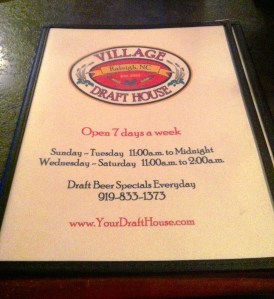 VILLAGE
Raleigh, NC
DRAFT HOUSE
Open 7 days a week
Sunday - Tuesday 11:00a.m. to Midnight
Wednesday - Saturday 11:00a.m. to 2:00a.m.
Draft Beer Specials Everyday
919-833-1373
www.YourDraftHouse.com